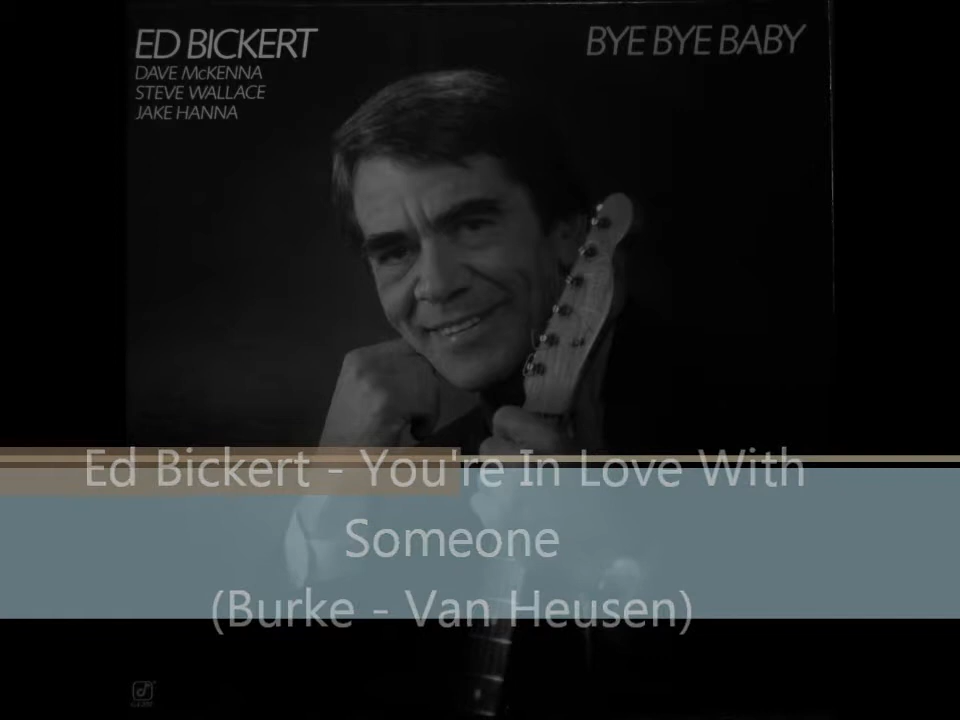 ED BICKERT
DAVE McKENNA
STEVE WALLACE
JAKE HANNA
BYE BYE BABY
Ed Bickert - You're In Love With
Someone
(Burke - Van Heusen)